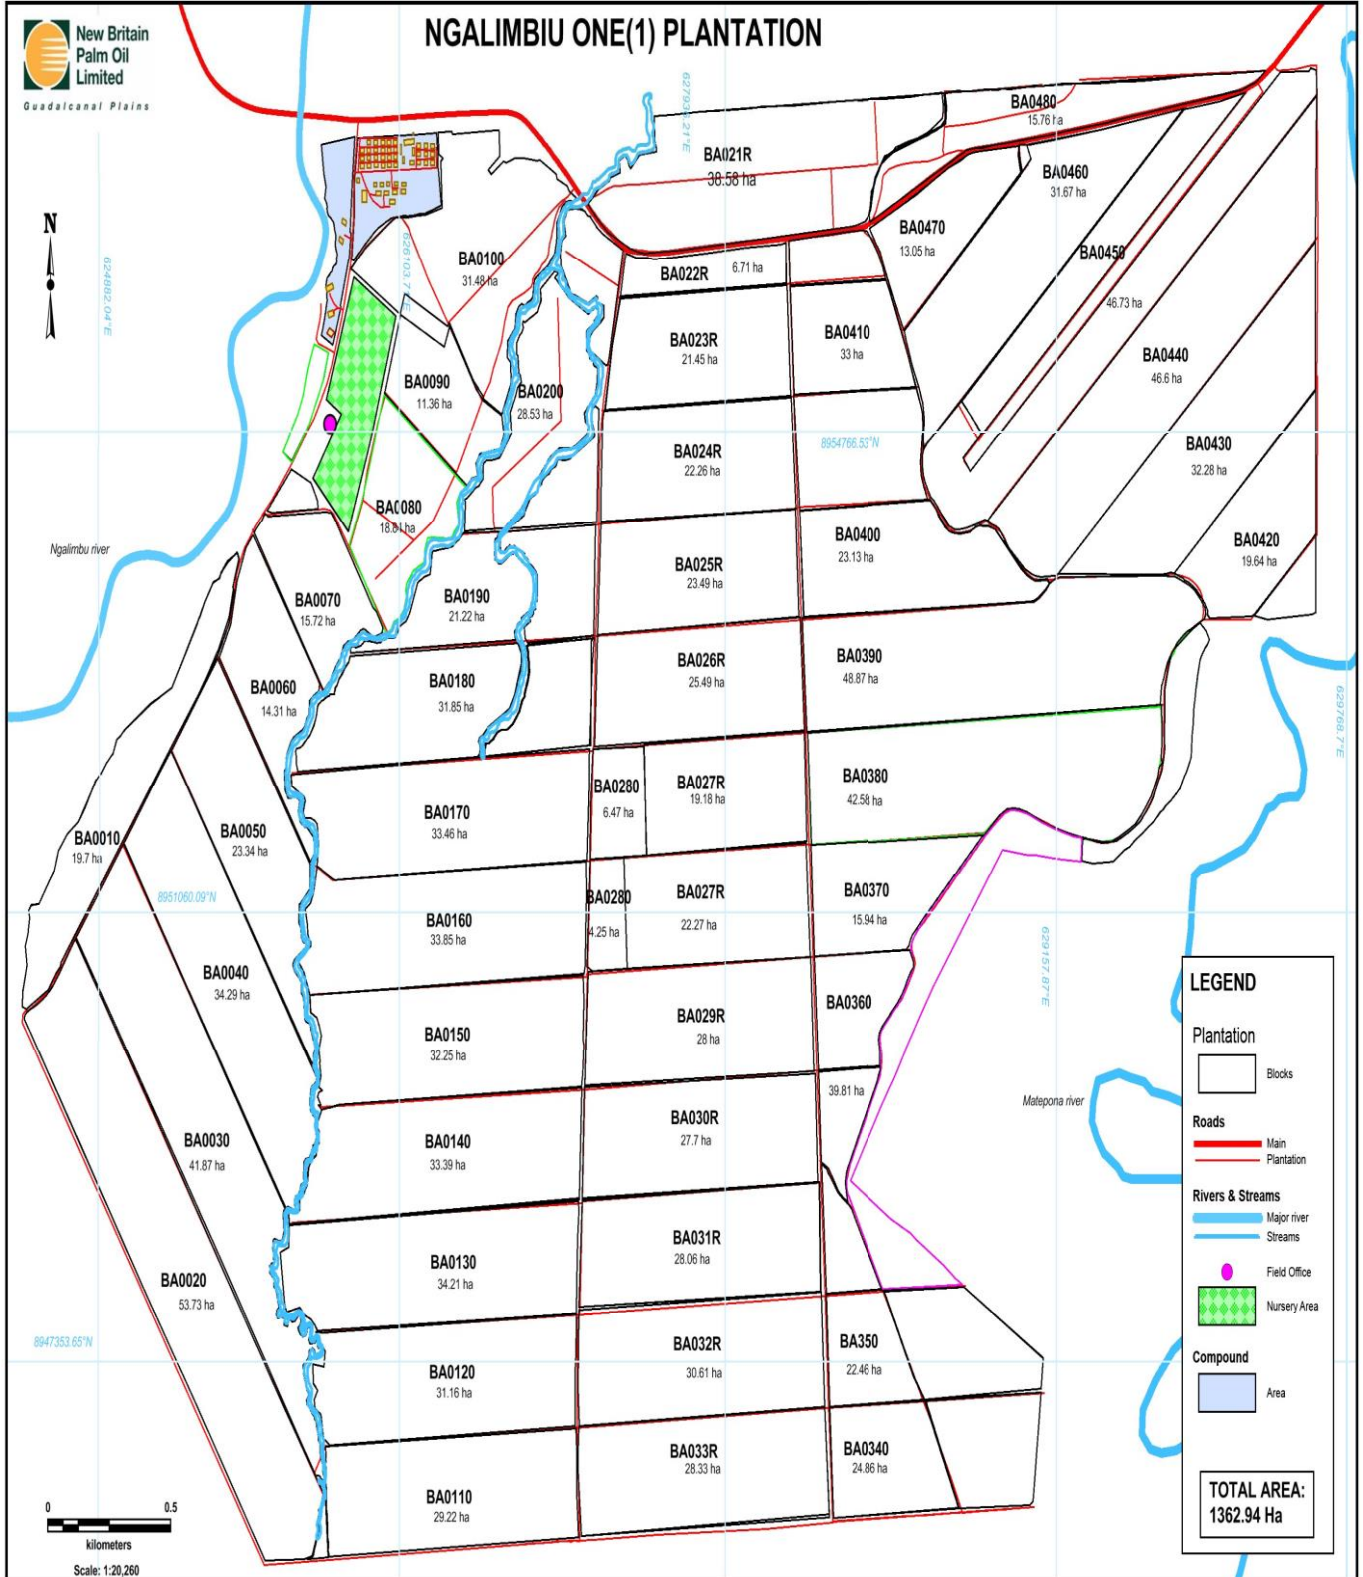 New Britain
Palm Oil
Limited
Guadalcanal Plains
NGALIMBIU ONE(1) PLANTATION
N
624882.04°E
BA0480
15.76 ha
BA021R
38.58 ha
BA0460
31.67 ha
BA0470
13.05 ha
BA0100
31.48 ha
BA022R
6.71 ha
BA0450
46.73 ha
BA023R
21.45 ha
BA0410
33 ha
BA0440
46.6 ha
BA0090
11.36 ha
BA0200
28.53 ha
BA024R
22.26 ha
8954766.53°N
BA0430
32.28 ha
BA0080
BA0400
23.13 ha
BA0420
19.64 ha
Ngalimbu river
BA025R
23.49 ha
BA0070
15.72 ha
BA0190
21.22 ha
BA026R
25.49 ha
BA0390
48.87 ha
BA0060
14.31 ha
BA0180
31.85 ha
629768.7°E
BA0280
6.47 ha
BA027R
19.18 ha
BA0380
42.58 ha
BA0170
33.46 ha
BA0050
23.34 ha
BA0010
19.7 ha
8951060.09°N
BA0280
4.25 ha
BA027R
22.27 ha
BA0370
15.94 ha
BA0160
33.85 ha
BA0040
34.29 ha
629157.87°E
BA0360
39.81 ha
BA029R
28 ha
BA0150
32.25 ha
Matepona river
BA030R
27.7 ha
BA0030
41.87 ha
BA0140
33.39 ha
BA031R
28.06 ha
BA0130
34.21 ha
BA0020
53.73 ha
8947353.65°N
BA032R
30.61 ha
BA350
22.46 ha
BA0120
31.16 ha
BA033R
28.33 ha
BA0340
24.86 ha
BA0110
29.22 ha
0 0.5
kilometers
Scale: 1:20,260
LEGEND
Plantation
Blocks
Roads
Main
Plantation
Rivers & Streams
Major river
Streams
Field Office
Nursery Area
Compound
Area
TOTAL AREA:
1362.94 Ha